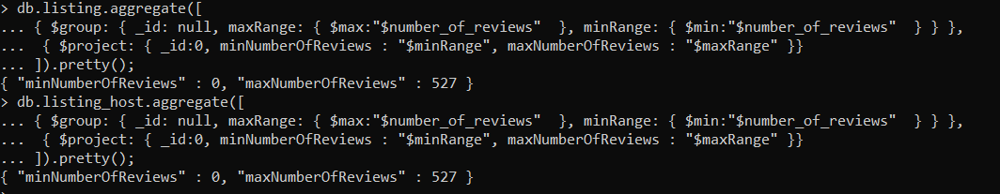 > db.listing.aggregate([
... { $group: { _id: null, maxRange: { $max:"$number_of_reviews"  }, minRange: { $min:"$number_of_reviews"  } } },
...  { $project: { _id:0, minNumberOfReviews : "$minRange", maxNumberOfReviews : "$maxRange" }}
... ]).pretty();
{ "minNumberOfReviews" : 0, "maxNumberOfReviews" : 527 }
> db.listing_host.aggregate([
... { $group: { _id: null, maxRange: { $max:"$number_of_reviews"  }, minRange: { $min:"$number_of_reviews"  } } },
...  { $project: { _id:0, minNumberOfReviews : "$minRange", maxNumberOfReviews : "$maxRange" }}
... ]).pretty();
{ "minNumberOfReviews" : 0, "maxNumberOfReviews" : 527 }